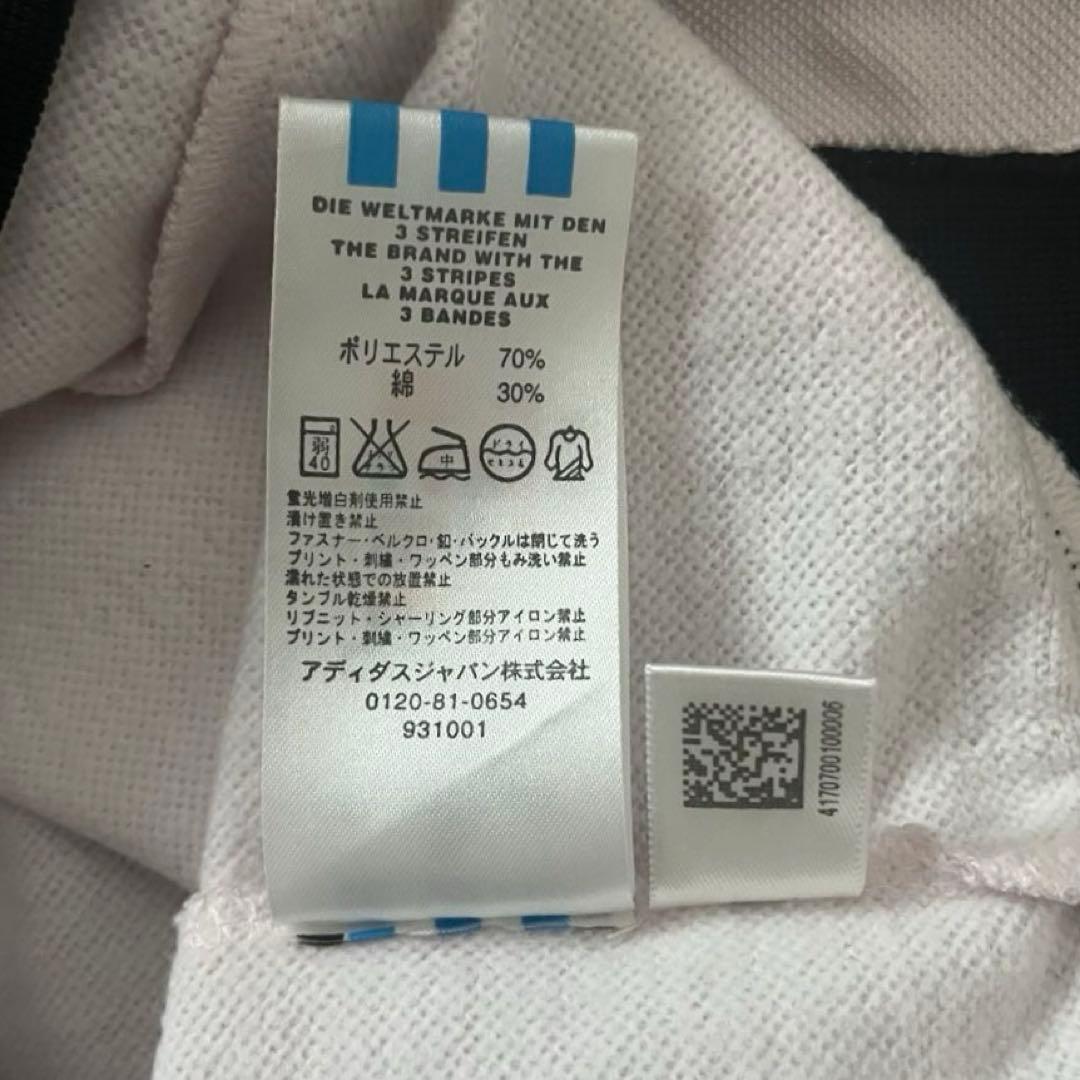 DIE WELTMARKE MIT DEN
3 STREIFEN
THE BRAND WITH THE
3 STRIPES
LA MARQUE AUX
3 BANDES
ポリエステル 70%
綿 30%
弱
40
中
ドライ
セキユ系
蛍光増白剤使用禁止
漬け置き禁止
ファスナー・ベルクロ・釦・バックルは閉じて洗う
プリント・刺繍・ワッペン部分もみ洗い禁止
濡れた状態での放置禁止
タンブル乾燥禁止
リブニット・シャーリング部分アイロン禁止
プリント・刺繍・ワッペン部分アイロン禁止
アディダスジャパン株式会社
0120-81-0654
931001
4170700100006